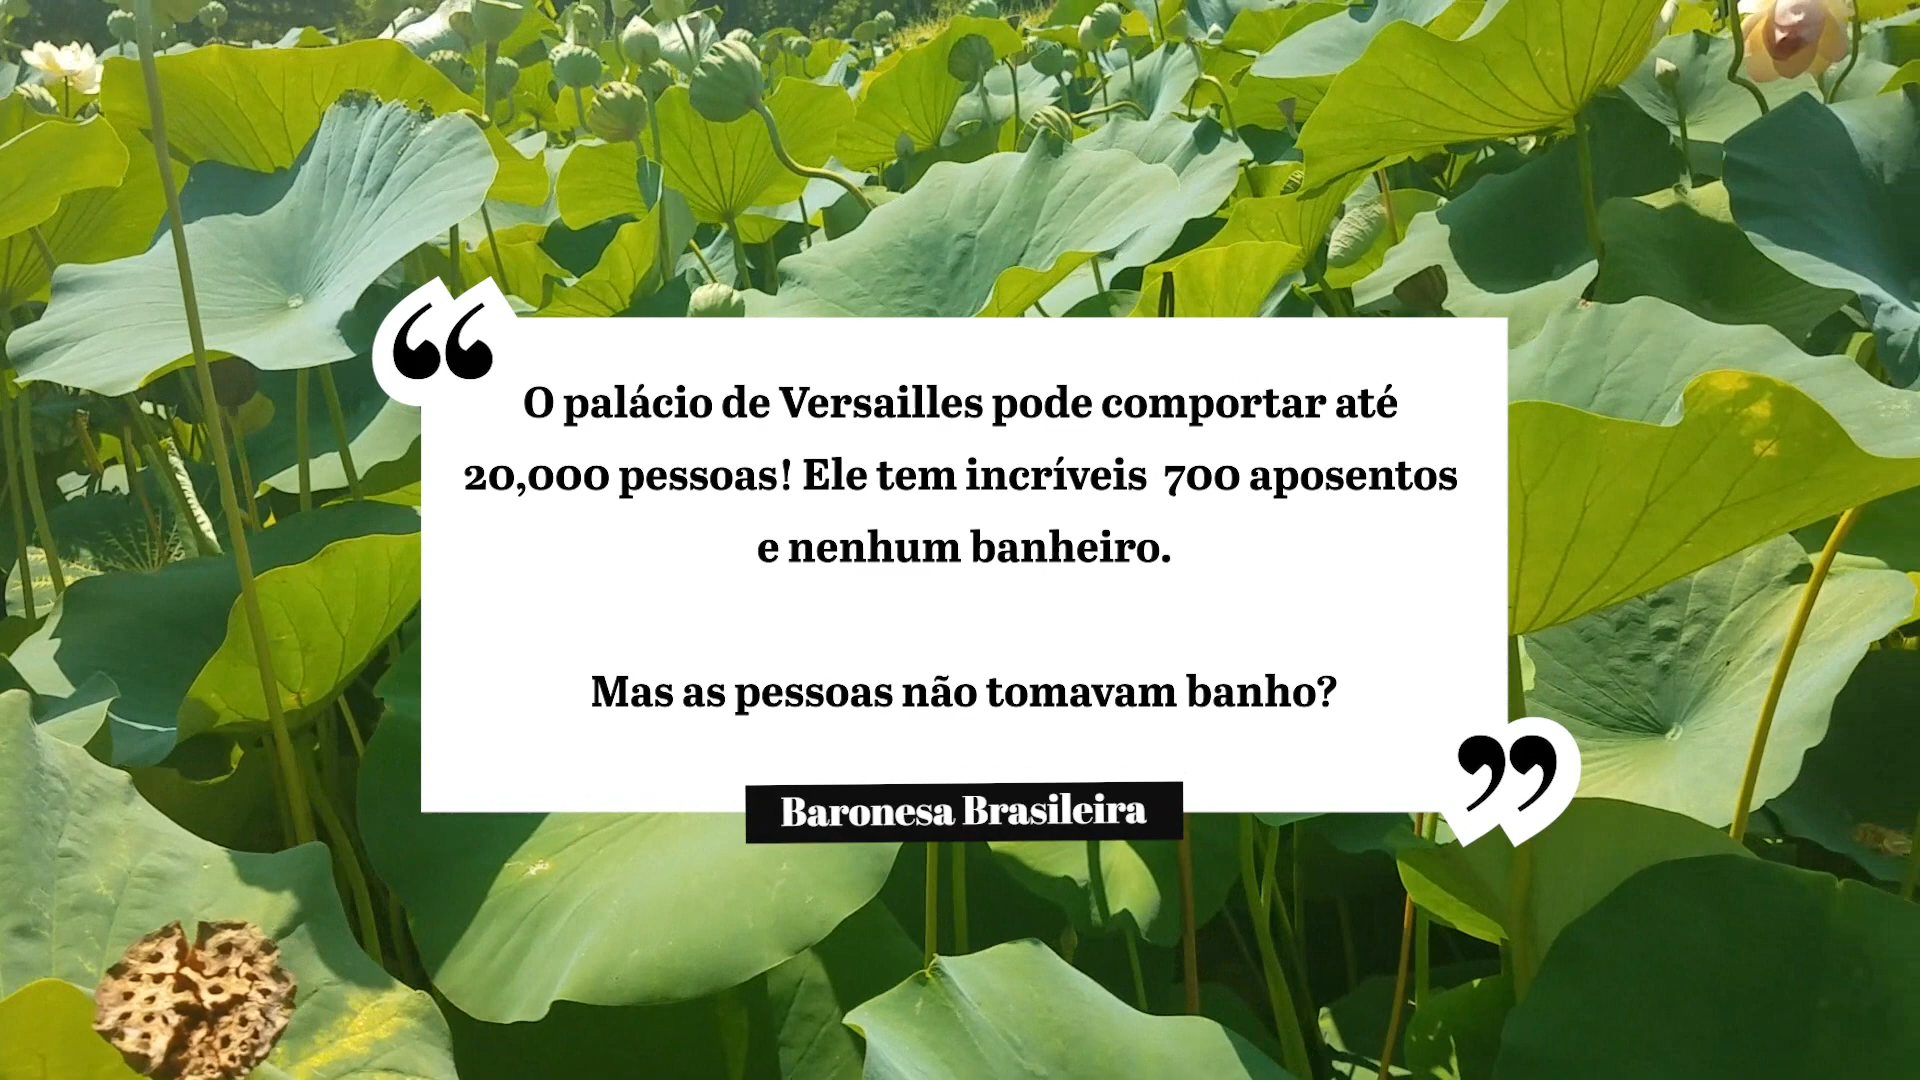 “
O palácio de Versailles pode comportar até
20,000 pessoas! Ele tem incríveis  700 aposentos
e nenhum banheiro.
Mas as pessoas não tomavam banho?
”
Baronesa Brasileira